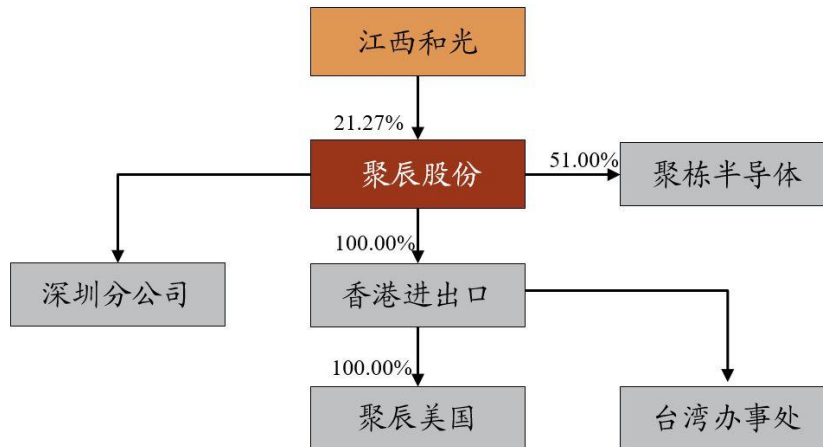 江西和光
21.27%
聚辰股份
51.00%
聚栋半导体
100.00%
深圳分公司
香港进出口
100.00%
聚辰美国
台湾办事处